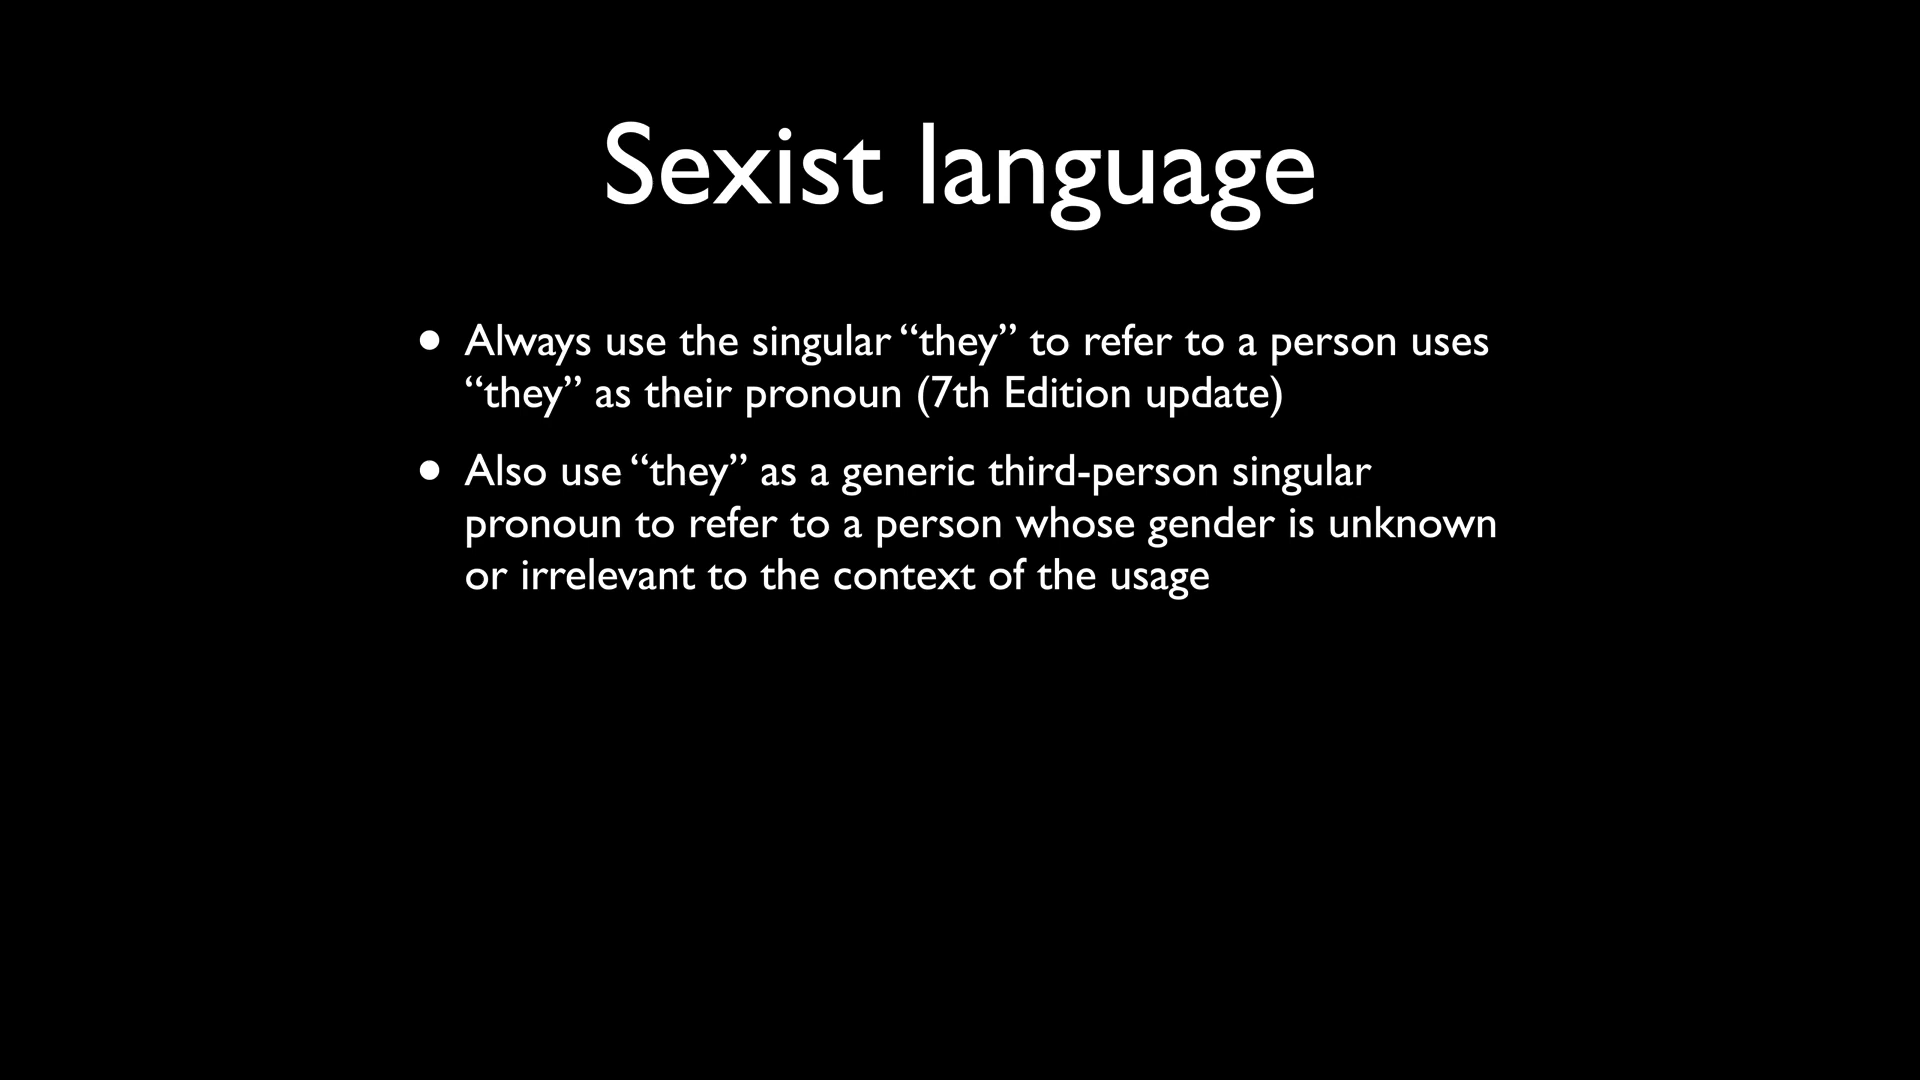 Sexist language
• Always use the singular “they” to refer to a person uses
“they” as their pronoun (7th Edition update)
• Also use “they” as a generic third-person singular
pronoun to refer to a person whose gender is unknown
or irrelevant to the context of the usage